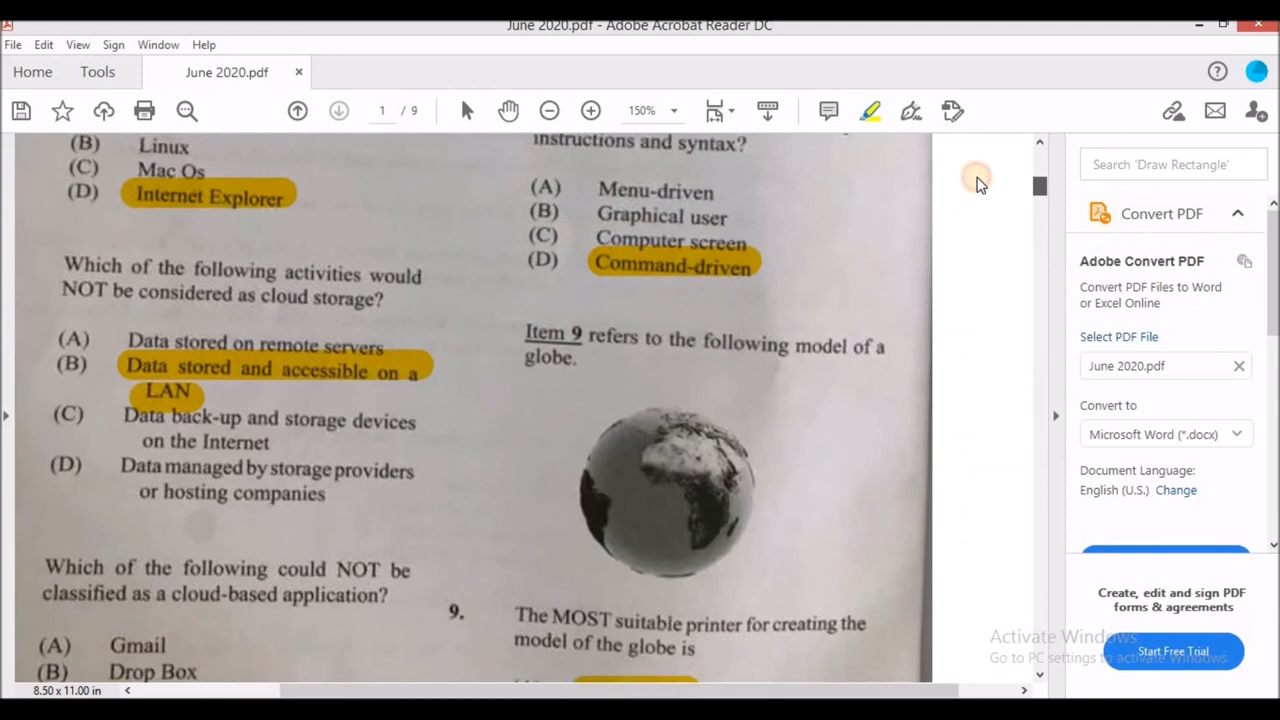 June 2020.pdf - Adobe Acrobat Reader DC
File Edit View Sign Window Help
Home Tools June 2020.pdf ×
1 / 9 150%
(B) Linux
(C) Mac Os
(D) Internet Explorer
Which of the following activities would
NOT be considered as cloud storage?
(A) Data stored on remote servers
(B) Data stored and accessible on a
LAN
(C) Data back-up and storage devices
on the Internet
(D) Data managed by storage providers
or hosting companies
Which of the following could NOT be
classified as a cloud-based application?
(A) Gmail
(B) Drop Box
instructions and syntax?
(A) Menu-driven
(B) Graphical user
(C) Computer screen
(D) Command-driven
Item 9 refers to the following model of a
globe.
9. The MOST suitable printer for creating the
model of the globe is
8.50 x 11.00 in
Search 'Draw Rectangle'
Convert PDF
Adobe Convert PDF
Convert PDF Files to Word
or Excel Online
Select PDF File
June 2020.pdf
Convert to
Microsoft Word (*.docx)
Document Language:
English (U.S.) Change
Create, edit and sign PDF
forms & agreements
Activate Windows
Go to PC settings to activate Windows.
Start Free Trial